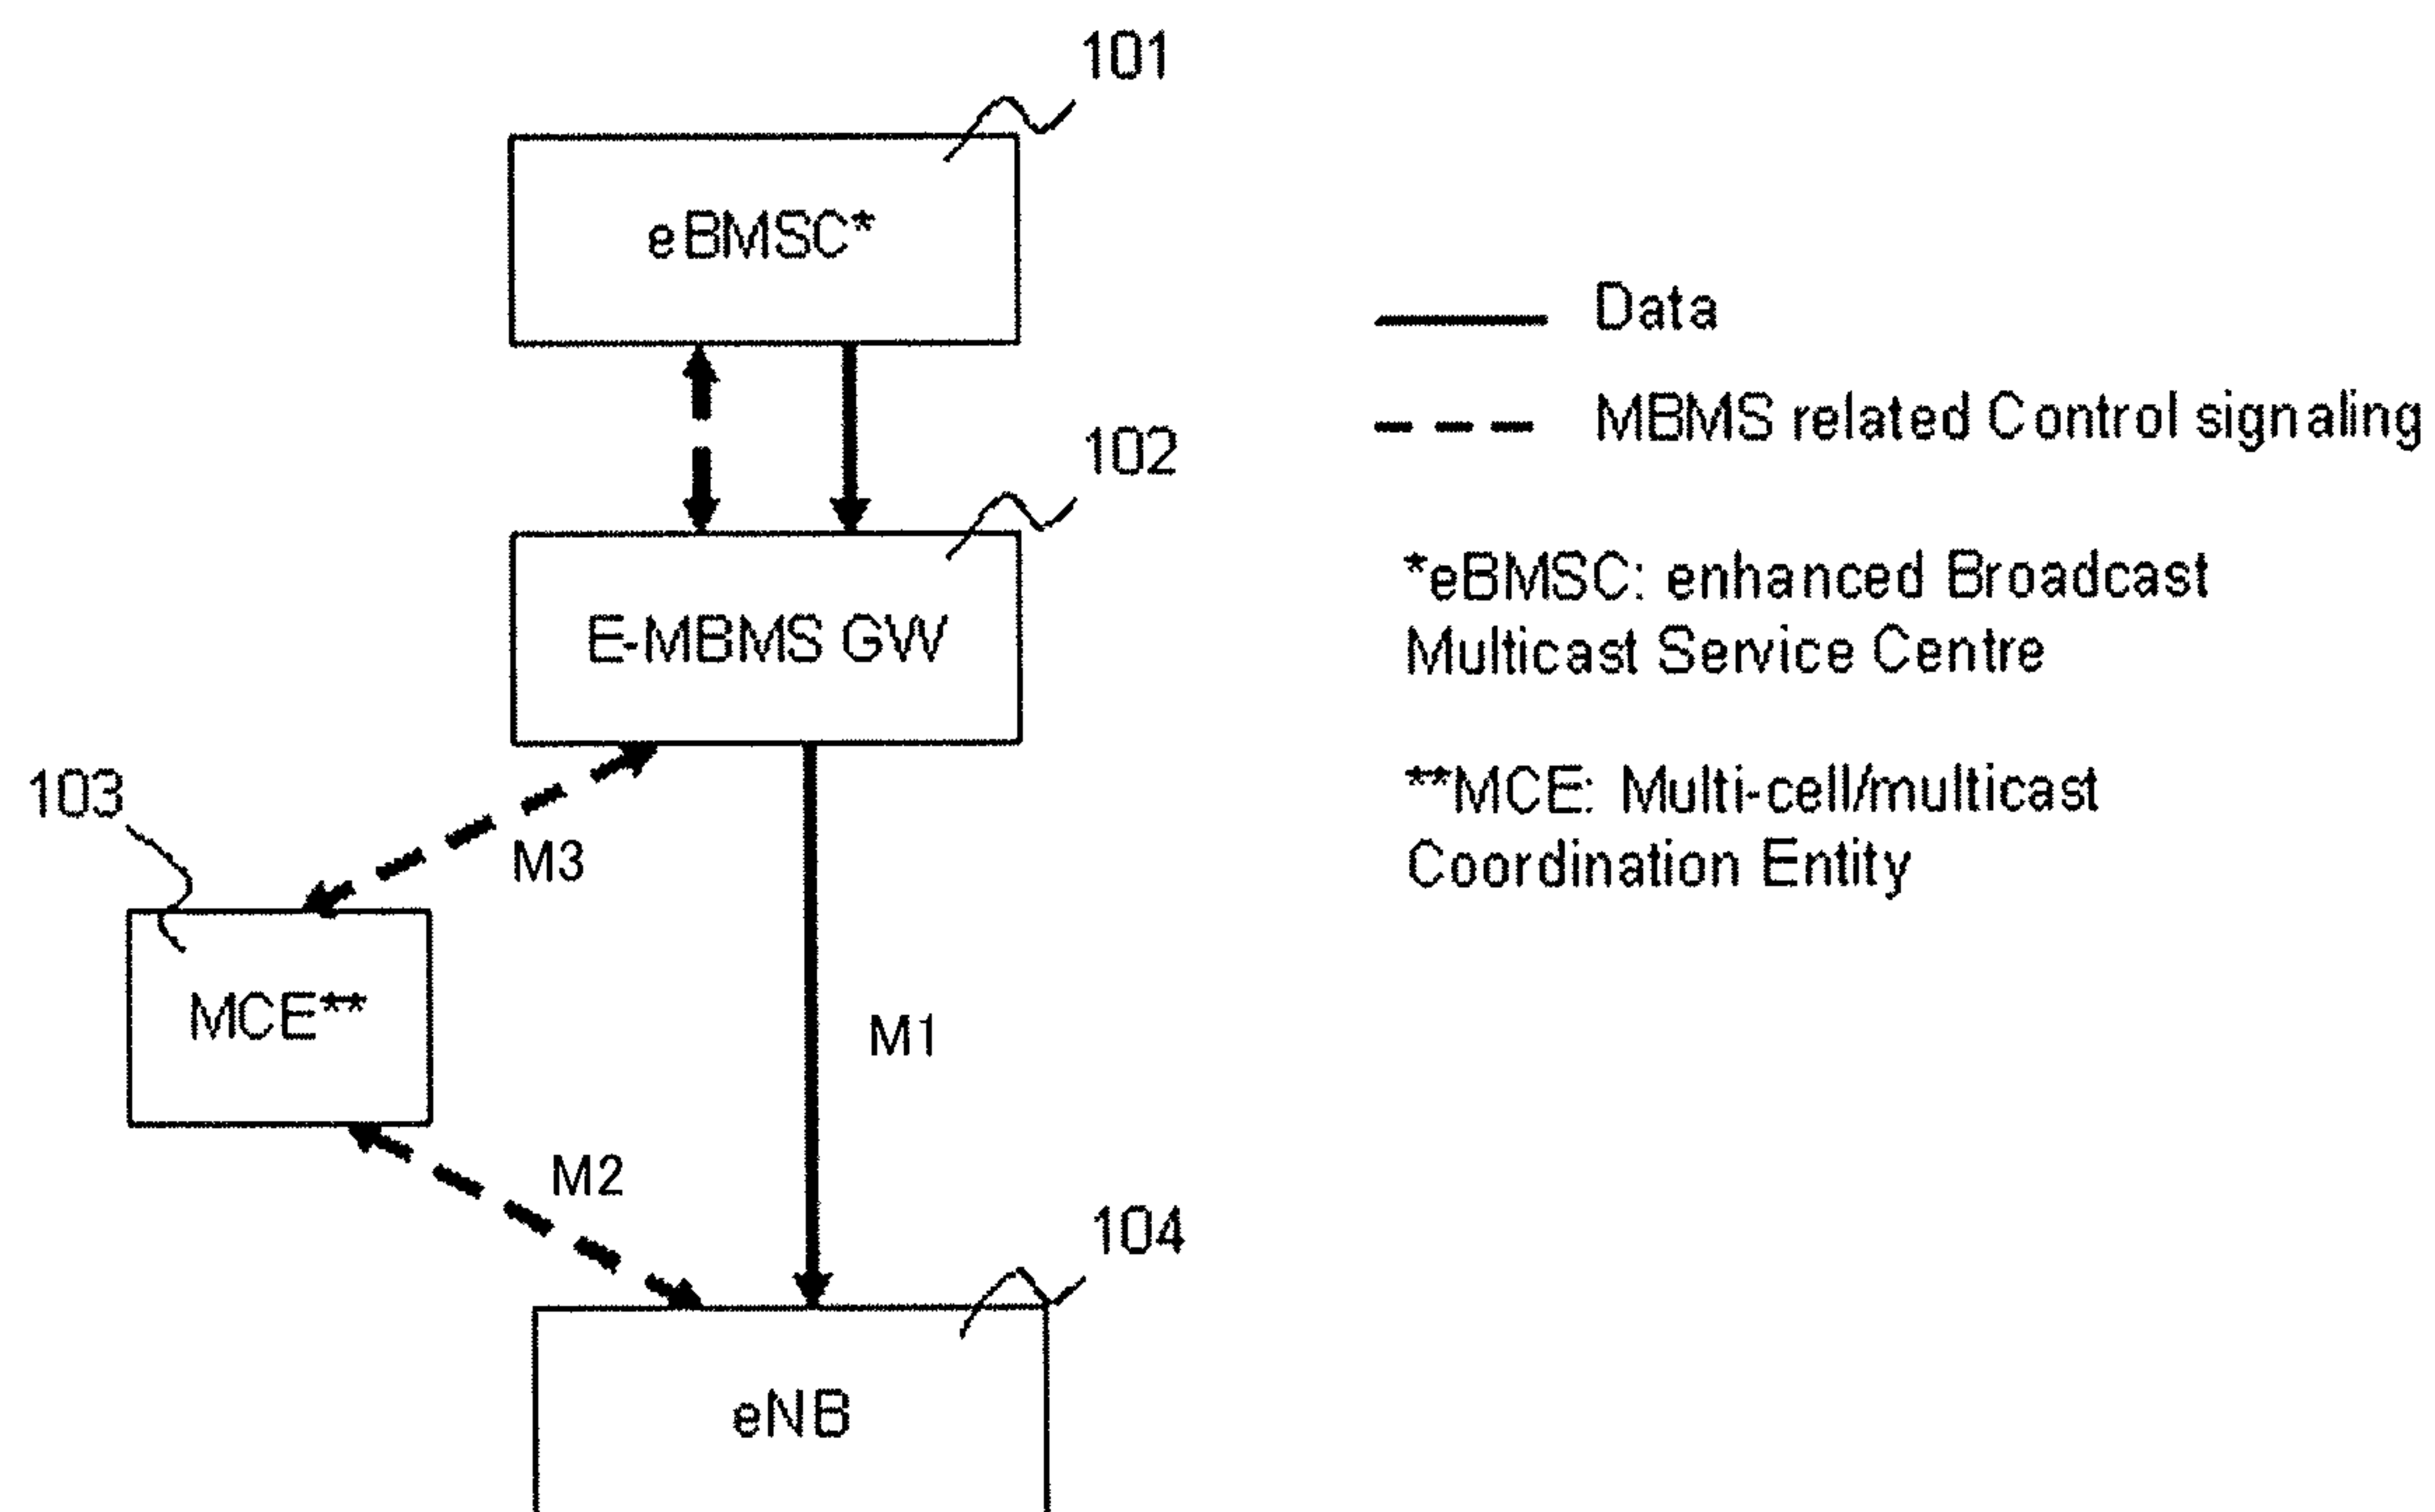 101
eBMSC*
Data
MBMS related Control signaling
102
E-MBMS GW
*eBMSC: enhanced Broadcast
Multicast Service Centre
**MCE: Multi-cell/multicast
Coordination Entity
103
M3
MCE**
M1
M2
104
eNB